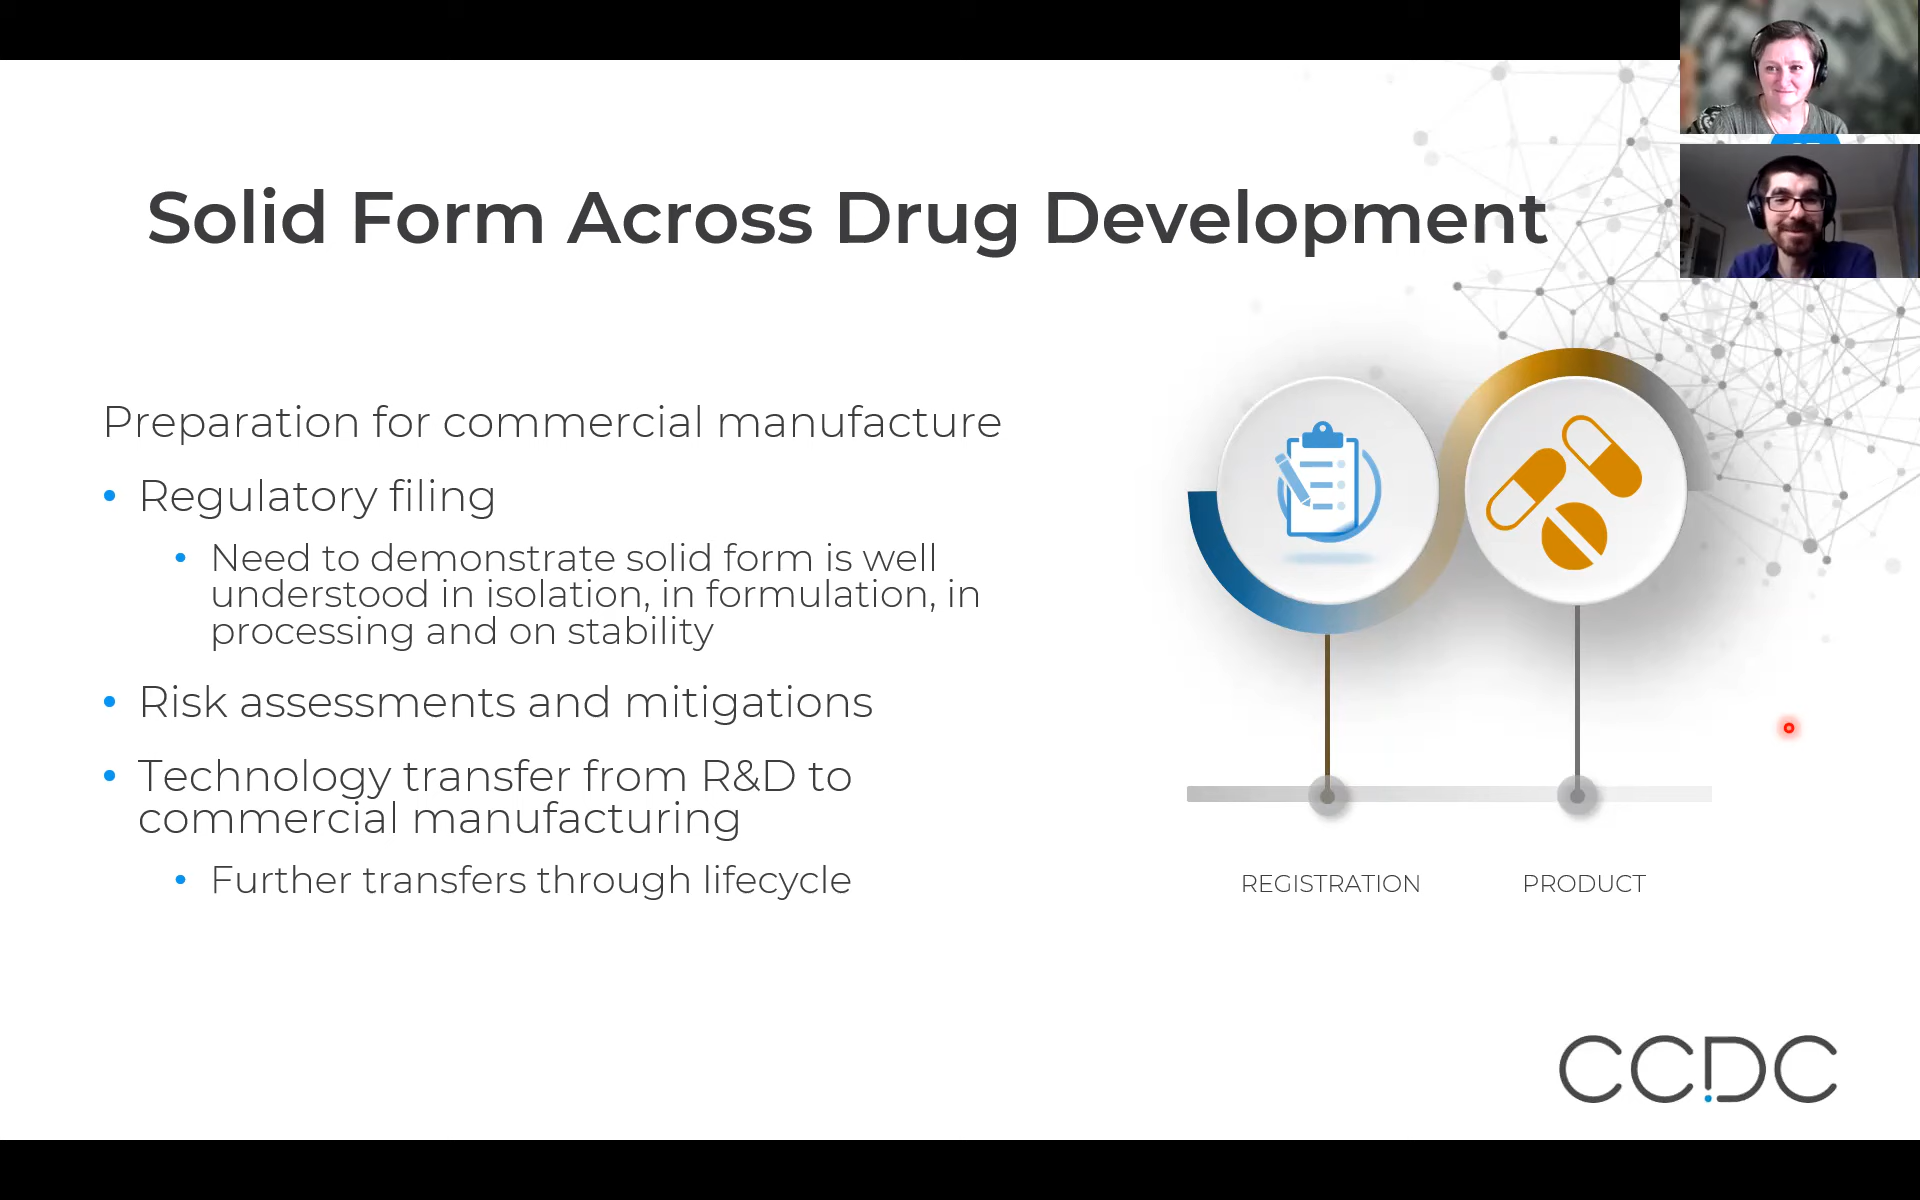 Solid Form Across Drug Development
Preparation for commercial manufacture
• Regulatory filing
• Need to demonstrate solid form is well
understood in isolation, in formulation, in
processing and on stability
• Risk assessments and mitigations
• Technology transfer from R&D to
commercial manufacturing
• Further transfers through lifecycle
REGISTRATION
PRODUCT
CCDC